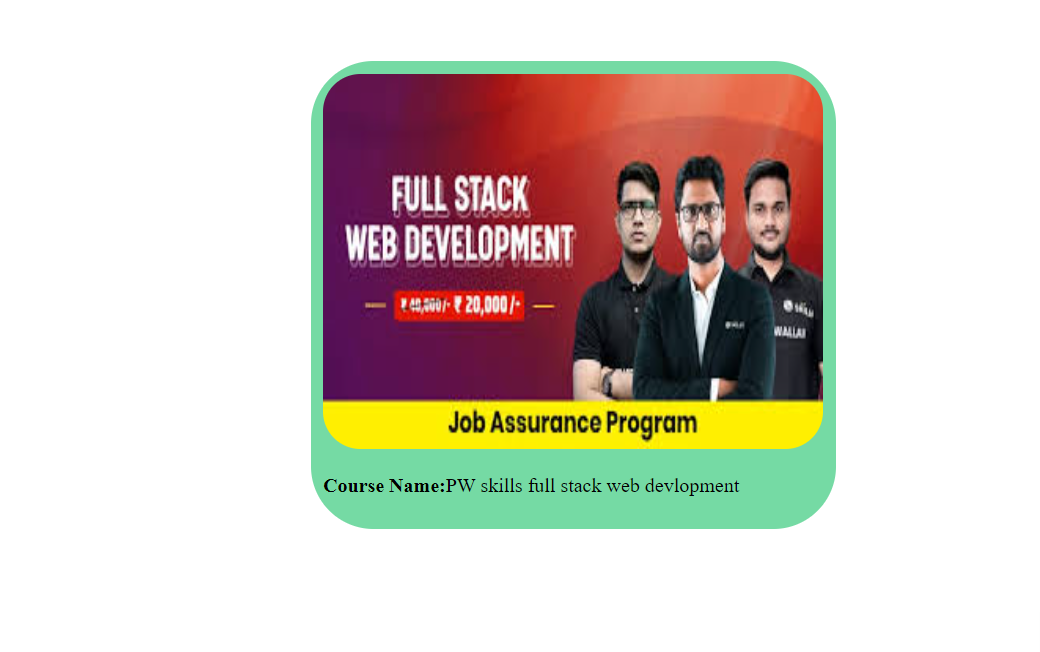 FULL STACK
WEB DEVELOPMENT
₹ 40,000/- ₹ 20,000/-
SKILLS
WALLAH
Job Assurance Program
Course Name:PW skills full stack web devlopment